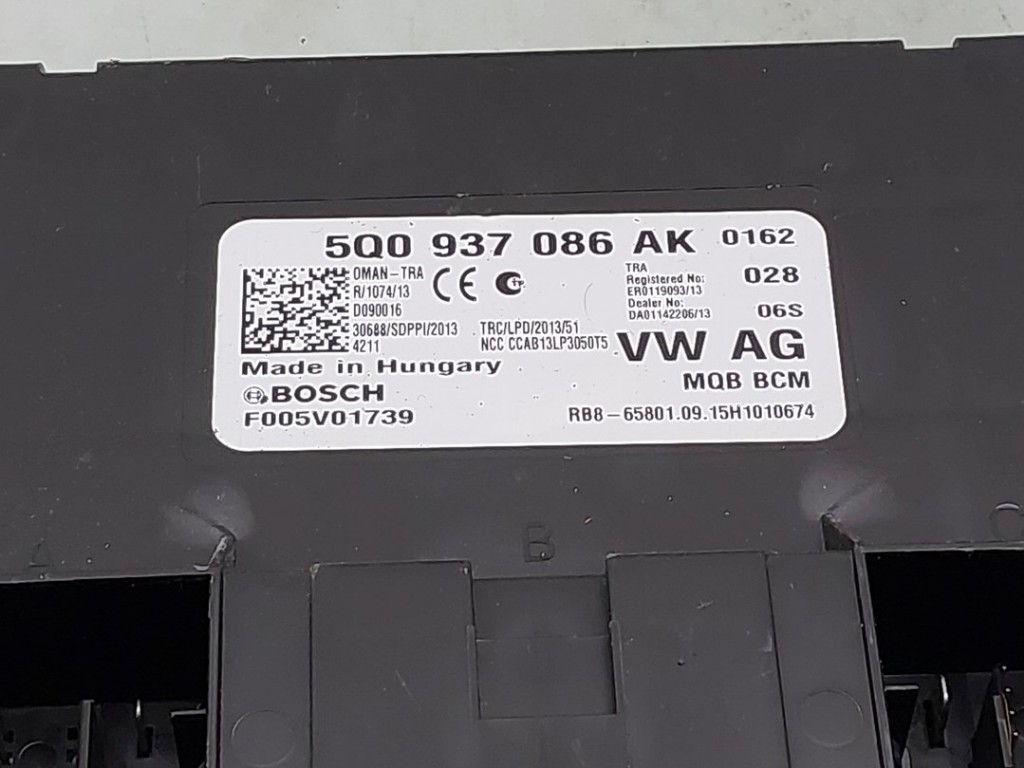 5Q0 937 086 AK 0162
OMAN-TRA
R/1074/13
D090016
30688/SDPPI/2013
4211
CE
TRC/LPD/2013/51
NCC CCAB13LP3050T5
TRA
Registered No:
ER0119093/13
Dealer No:
DA01142206/13
028
06S
VW AG
MQB BCM
Made in Hungary
BOSCH
F005V01739
RB8-65801.09.15H1010674
A
B
C